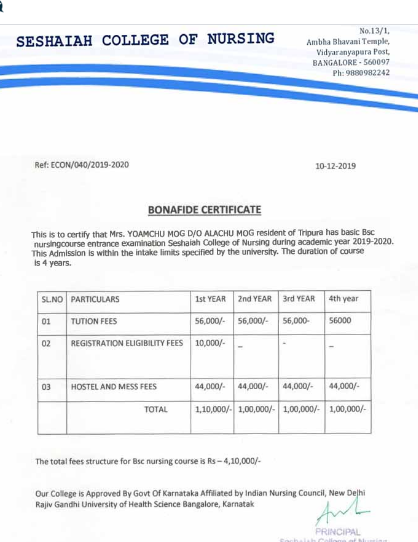 SESHAIAH COLLEGE OF NURSING
No.13/1,
Ambha Bhavani Temple,
Vidyaranyapura Post,
BANGALORE - 560097
Ph: 9880982242
Ref: ECON/040/2019-2020
10-12-2019
BONAFIDE CERTIFICATE
This is to certify that Mrs. YOAMCHU MOG D/O ALACHU MOG resident of Tripura has basic Bsc
nursingcourse entrance examination Seshaiah College of Nursing during academic year 2019-2020.
This Admission is within the intake limits specified by the university. The duration of course
is 4 years.
SL.NO PARTICULARS 1st YEAR 2nd YEAR 3rd YEAR 4th year
01 TUTION FEES 56,000/- 56,000/- 56,000- 56000
02 REGISTRATION ELIGIBILITY FEES 10,000/- _ - _
03 HOSTEL AND MESS FEES 44,000/- 44,000/- 44,000/- 44,000/-
TOTAL 1,10,000/- 1,00,000/- 1,00,000/- 1,00,000/-
The total fees structure for Bsc nursing course is Rs – 4,10,000/-
Our College is Approved By Govt Of Karnataka Affiliated by Indian Nursing Council, New Delhi
Rajiv Gandhi University of Health Science Bangalore, Karnatak
PRINCIPAL
Seshaiah College of Nursing